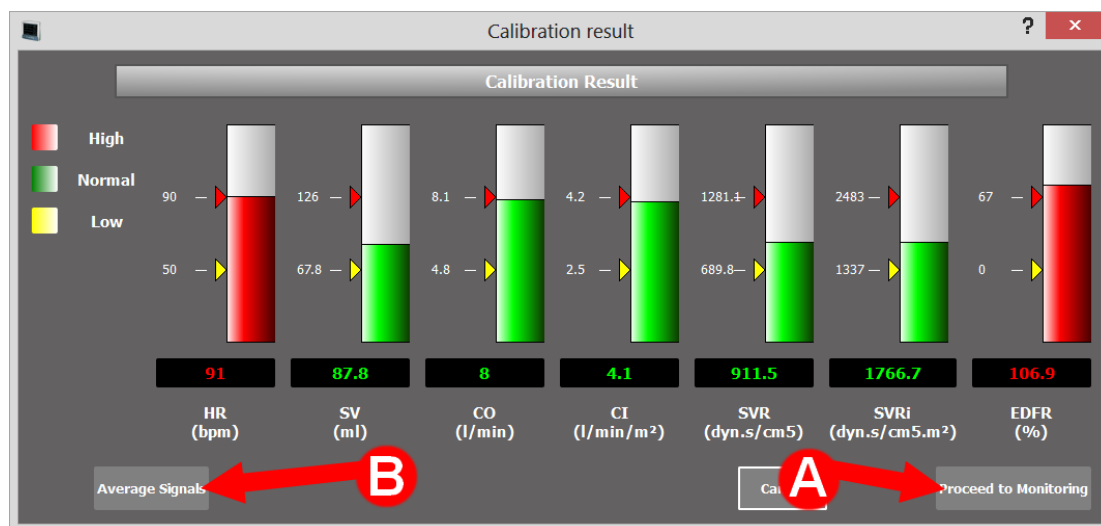 Calibration result
?
×
Calibration Result
High
Normal
Low
90
50
126
67.8
8.1
4.8
4.2
2.5
1281.1
689.8
2483
1337
67
0
91 87.8 8 4.1 911.5 1766.7 106.9
HR SV CO CI SVR SVRi EDFR
(bpm) (ml) (l/min) (l/min/m²) (dyn.s/cm5) (dyn.s/cm5.m²) (%)
B A
Average Signals Proceed to Monitoring